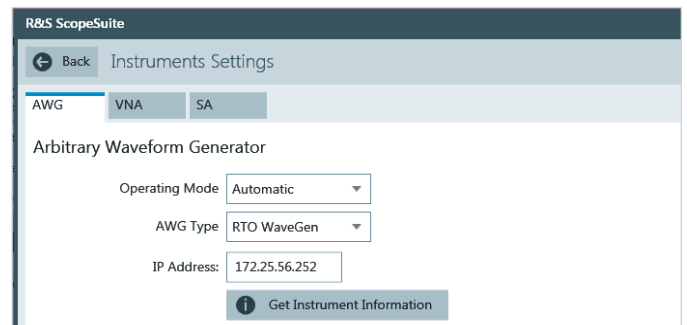 R&S ScopeSuite
Back Instruments Settings
AWG VNA SA
Arbitrary Waveform Generator
Operating Mode Automatic
AWG Type RTO WaveGen
IP Address: 172.25.56.252
Get Instrument Information